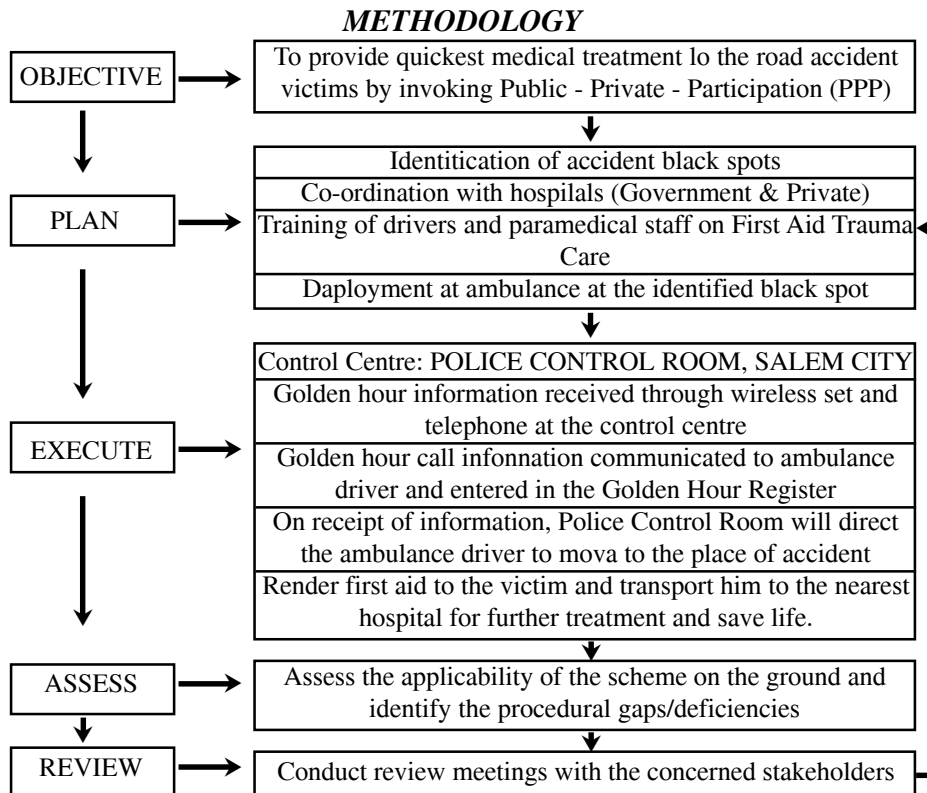 METHODOLOGY
OBJECTIVE
To provide quickest medical treatment lo the road accident
victims by invoking Public - Private - Participation (PPP)
PLAN
Identitication of accident black spots
Co-ordination with hospilals (Government & Private)
Training of drivers and paramedical staff on First Aid Trauma
Care
Daployment at ambulance at the identified black spot
EXECUTE
Control Centre: POLICE CONTROL ROOM, SALEM CITY
Golden hour information received through wireless set and
telephone at the control centre
Golden hour call infonnation communicated to ambulance
driver and entered in the Golden Hour Register
On receipt of information, Police Control Room will direct
the ambulance driver to mova to the place of accident
Render first aid to the victim and transport him to the nearest
hospital for further treatment and save life.
ASSESS
Assess the applicability of the scheme on the ground and
identify the procedural gaps/deficiencies
REVIEW
Conduct review meetings with the concerned stakeholders